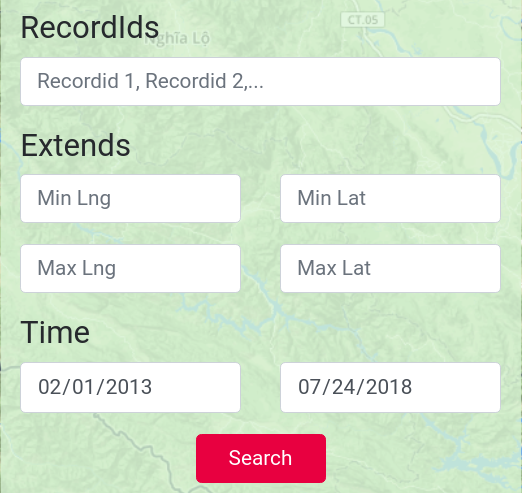 RecordIds
CT.05
Nghĩa Lộ
Recordid 1, Recordid 2,...
Extends
Min Lng
Min Lat
Max Lng
Max Lat
Time
02/01/2013
07/24/2018
Search